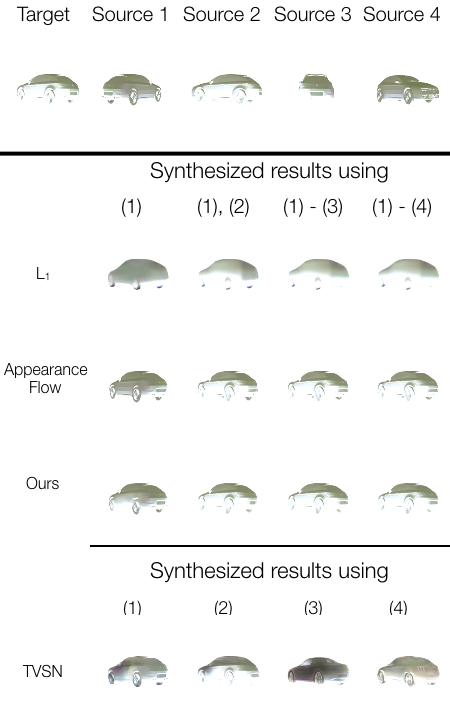 Target Source 1 Source 2 Source 3 Source 4
Synthesized results using
(1) (1), (2) (1) - (3) (1) - (4)
L₁
Appearance
Flow
Ours
Synthesized results using
(1) (2) (3) (4)
TVSN